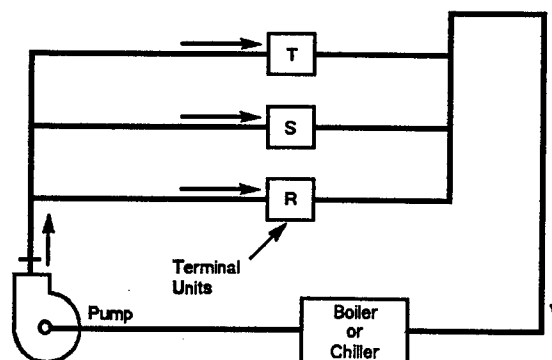 T
S
R
Terminal
Units
Pump
Boiler
or
Chiller